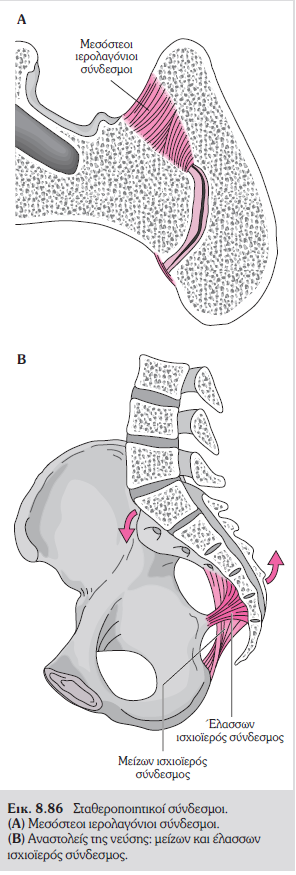 Α
Μεσόστεοι
ιερολαγόνιοι
σύνδεσμοι
Β
Έλασσων
ισχιοϊερός σύνδεσμος
Μείζων ισχιοϊερός
σύνδεσμος
Εικ. 8.86 Σταθεροποιητικοί σύνδεσμοι.
(Α) Μεσόστεοι ιερολαγόνιοι σύνδεσμοι.
(Β) Αναστολείς της νεύσης: μείζων και έλασσων
ισχιοϊερός σύνδεσμος.